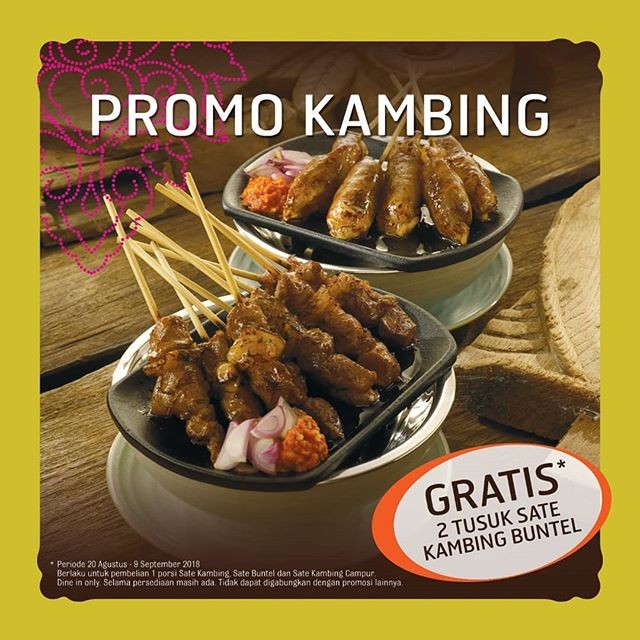 PROMO KAMBING
GRATIS*
2 TUSUK SATE
KAMBING BUNTEL
* Periode 20 Agustus - 9 September 2018
Berlaku untuk pembelian 1 porsi Sate Kambing, Sate Buntel dan Sate Kambing Campur.
Dine in only. Selama persediaan masih ada. Tidak dapat digabungkan dengan promosi lainnya.